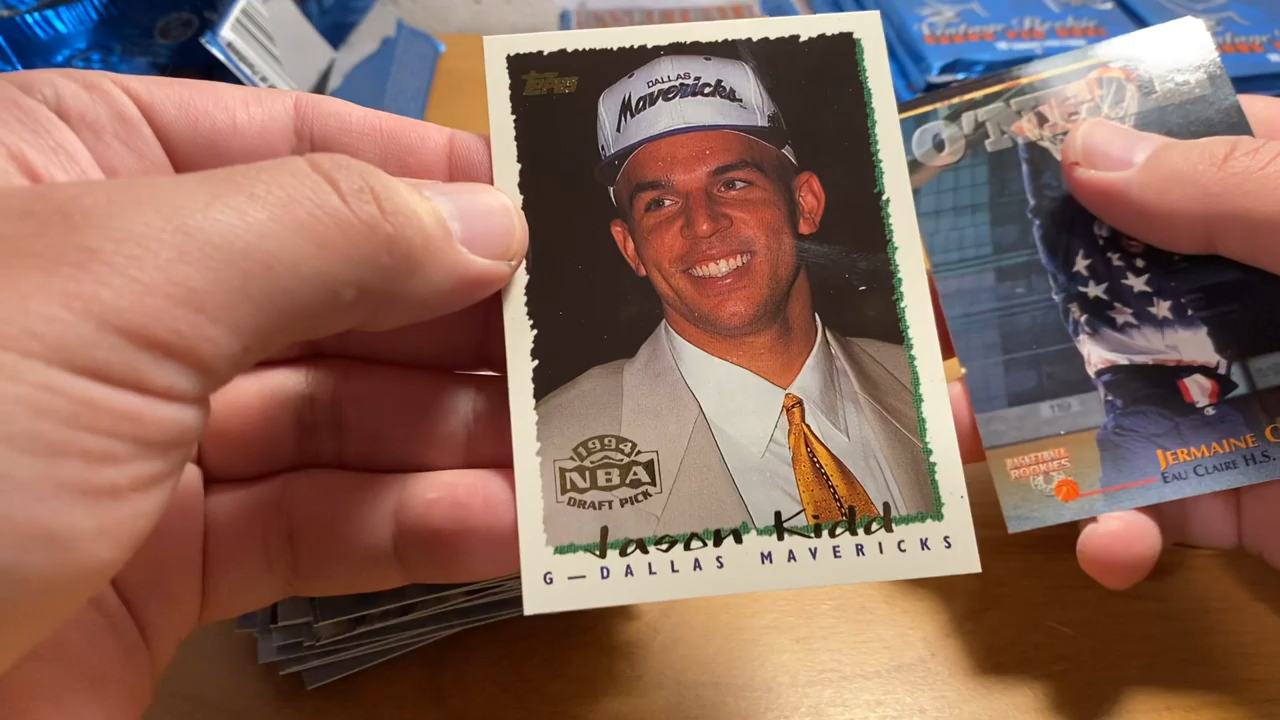 Topps
DALLAS
Mavericks
1994
NBA
DRAFT PICK
Jason Kidd
G—DALLAS MAVERICKS
BASKETBALL
ROOKIES
JERMAINE
EAU CLAIRE H.S.